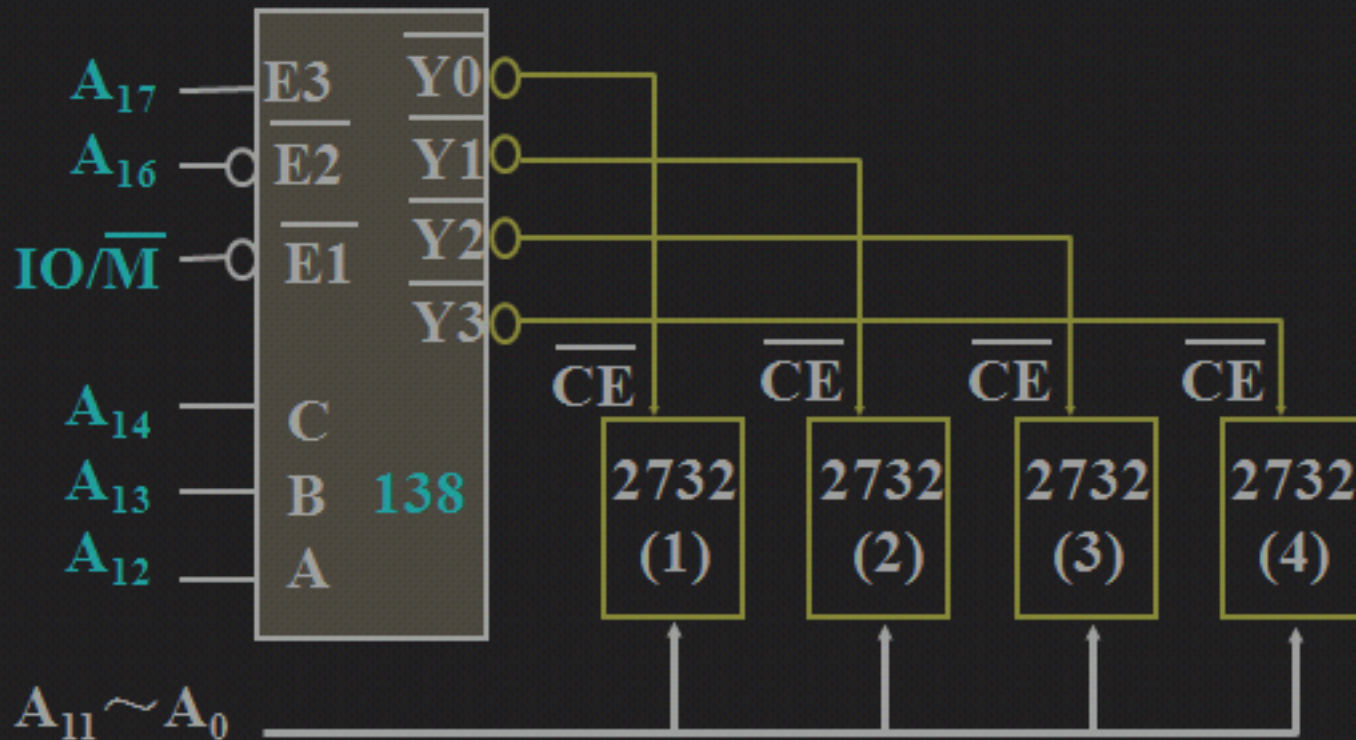 A17 E3 Y0
A16 E2 Y1
IO/M E1 Y2
Y3
CE CE CE CE
A14 C
A13 B 138
A12 A
2732 2732 2732 2732
(1) (2) (3) (4)
A11～A0